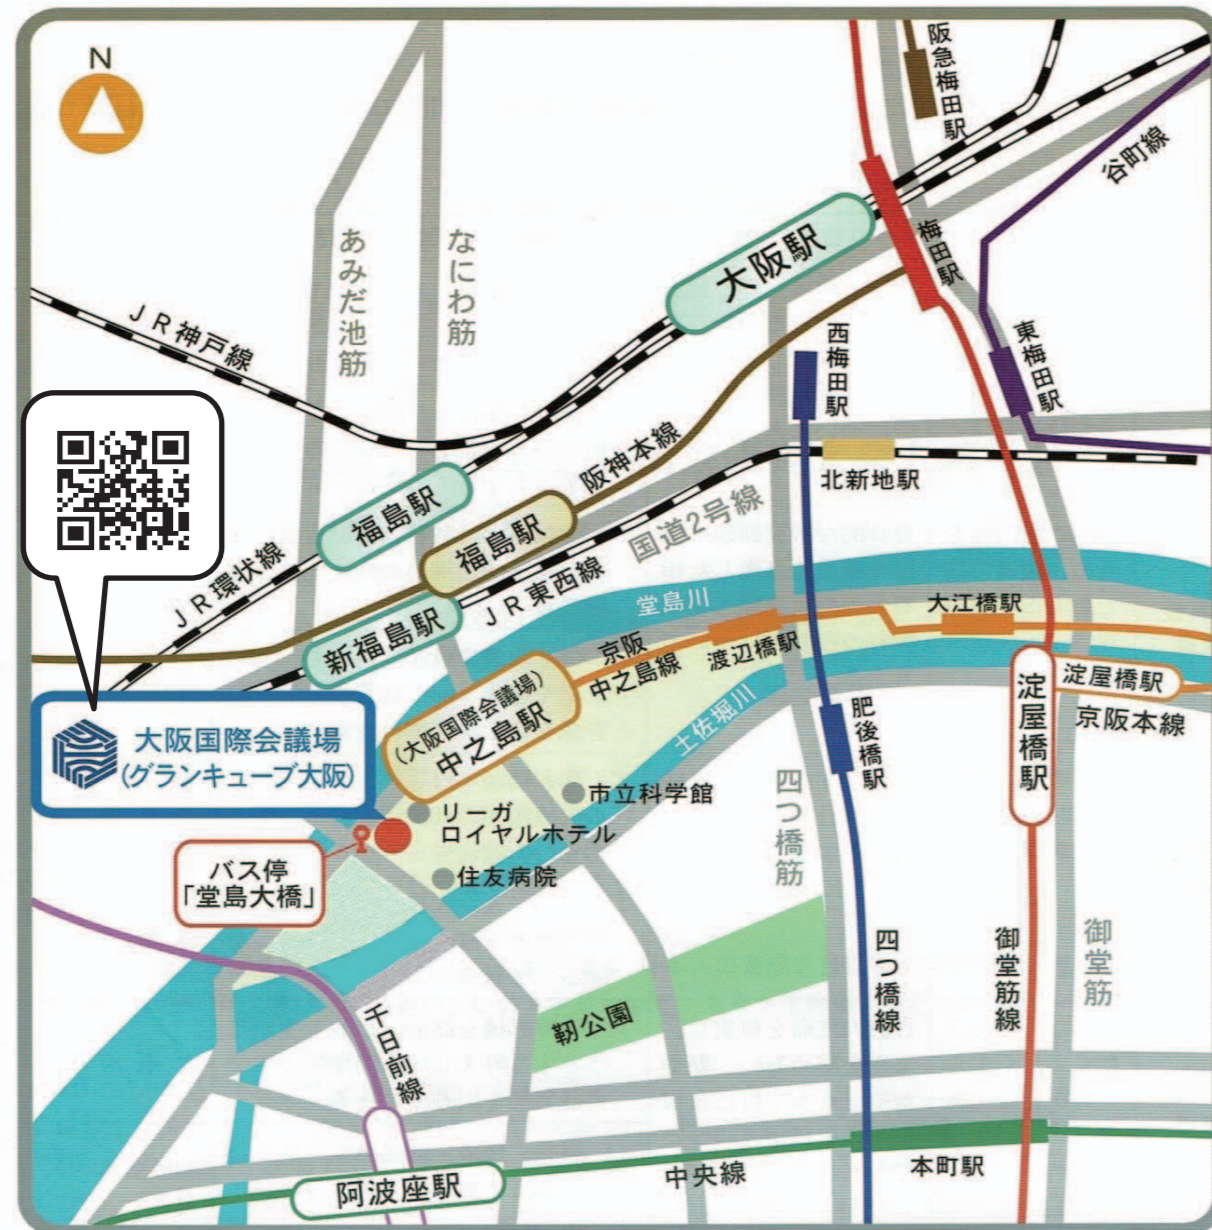 N
阪急梅田駅
谷町線
梅田駅
大阪駅
あみだ池筋
なにわ筋
JR神戸線
西梅田駅
東梅田駅
阪神本線
北新地駅
福島駅
福島駅
国道2号線
JR環状線
JR東西線
新福島駅
堂島川
大江橋駅
京阪
中之島線
渡辺橋駅
淀屋橋駅
淀屋橋駅
京阪本線
(大阪国際会議場)
中之島駅
土佐堀川
肥後橋駅
大阪国際会議場
(グランキューブ大阪)
市立科学館
四つ橋筋
リーガ
ロイヤルホテル
バス停
「堂島大橋」
住友病院
四つ橋線
御堂筋線
御堂筋
靭公園
千日前線
阿波座駅
中央線
本町駅